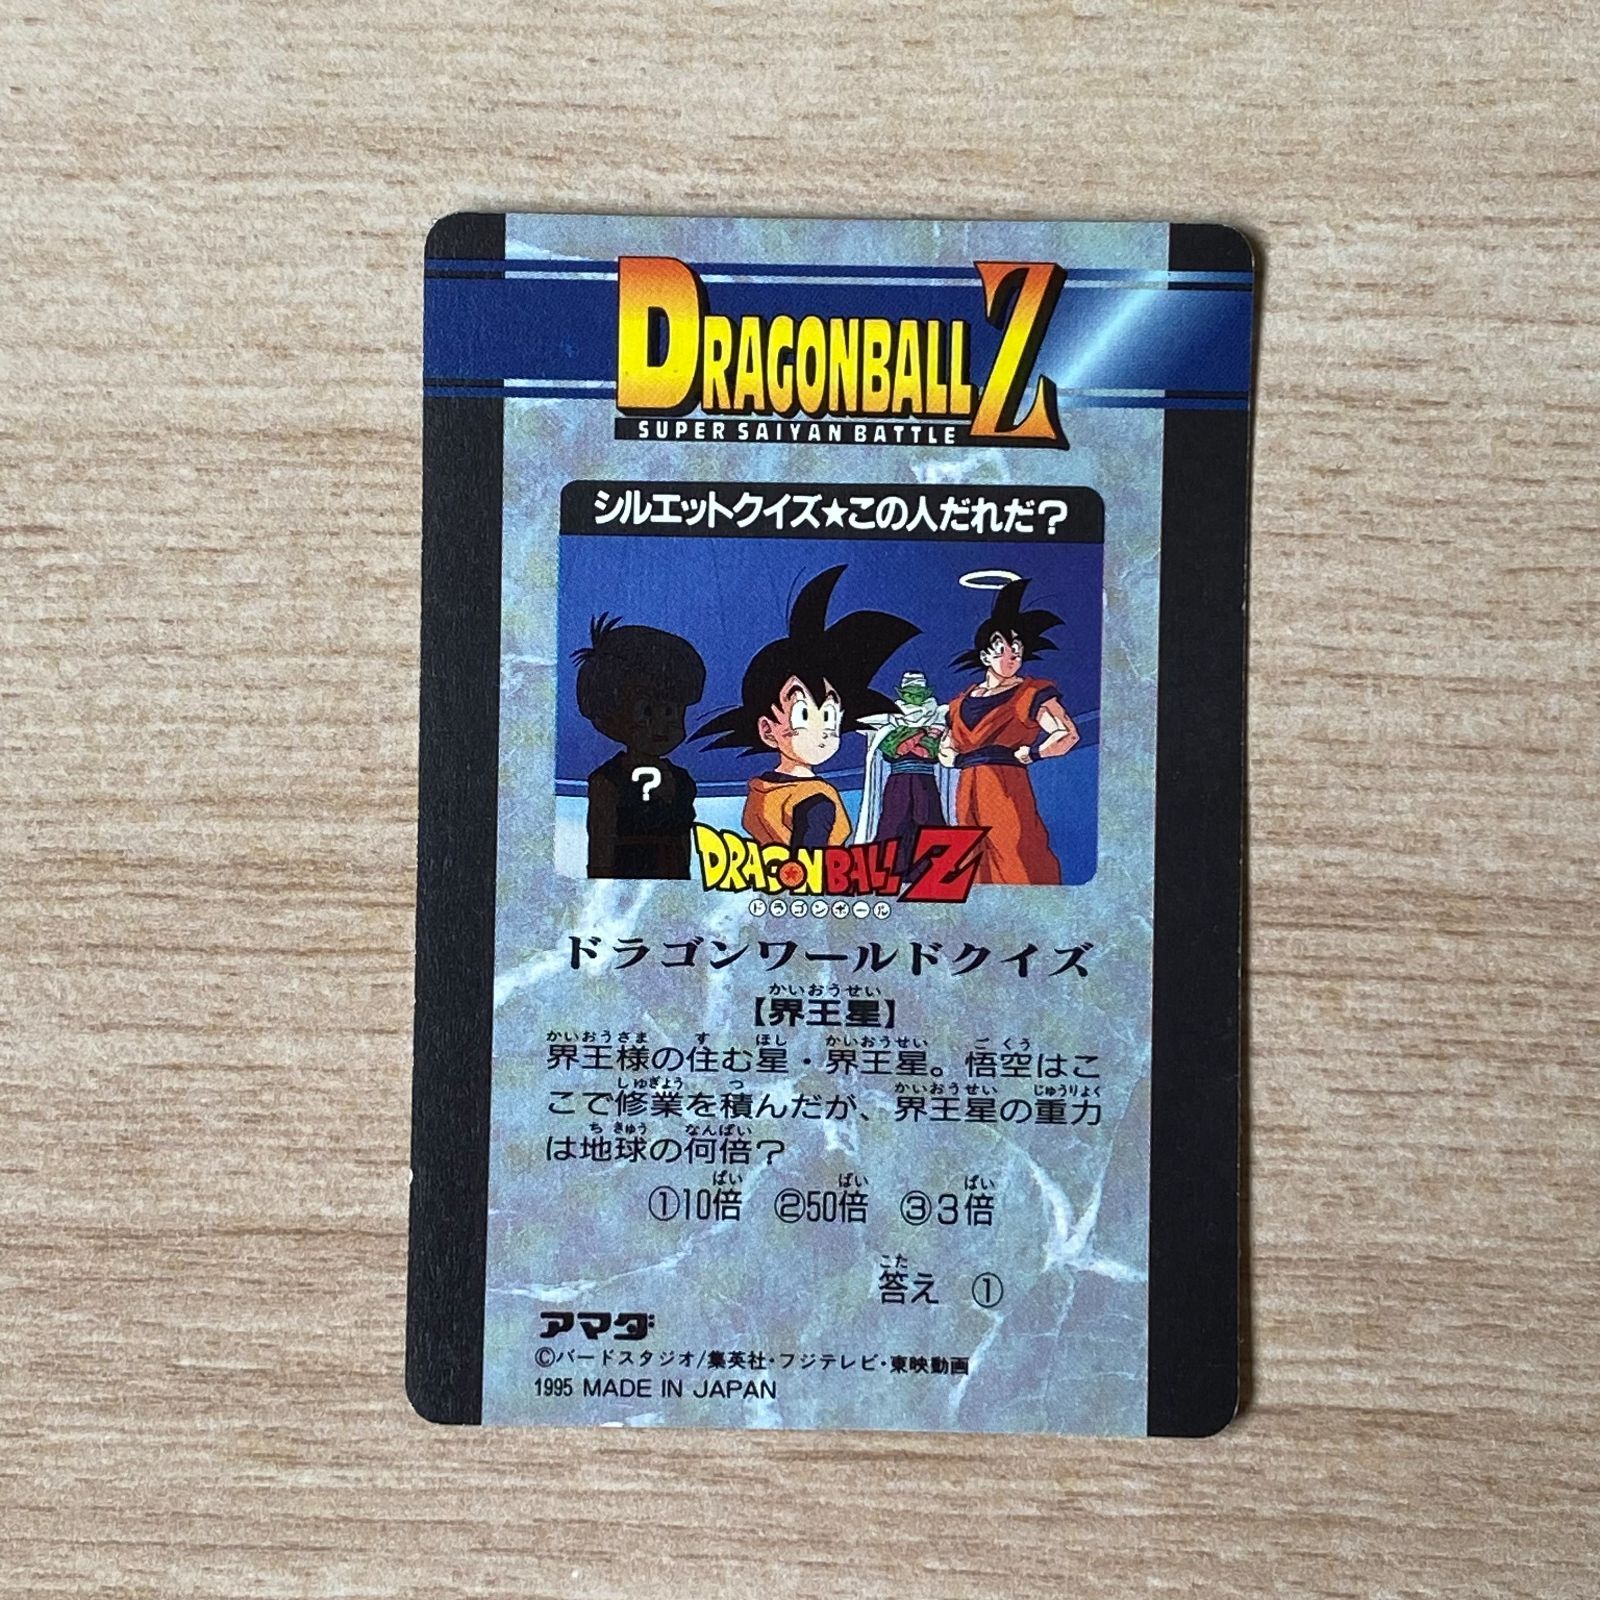 DRAGONBALL Z
SUPER SAIYAN BATTLE
シルエットクイズ★この人だれだ?
?
DRAGON BALL Z
ドラゴンボール
ドラゴンワールドクイズ
かいおうせい
【界王星】
かいおうさま す ほし かいおうせい ごくう
界王様の住む星・界王星。悟空はこ
しゅぎょう つ かいおうせい じゅうりょく
こで修業を積んだが、界王星の重力
ちきゅう なんばい
は地球の何倍?
ばい ばい ばい
①10倍 ②50倍 ③3倍
こた
答え ①
アマダ
©バードスタジオ/集英社・フジテレビ・東映動画
1995 MADE IN JAPAN